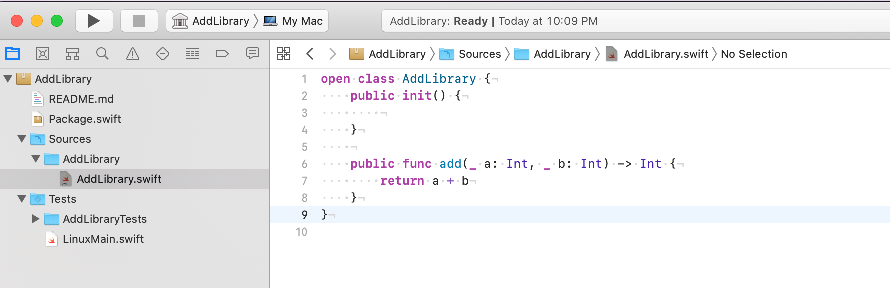 AddLibrary My Mac
AddLibrary: Ready | Today at 10:09 PM
AddLibrary Sources AddLibrary AddLibrary.swift No Selection
AddLibrary
README.md
Package.swift
Sources
AddLibrary
AddLibrary.swift
Tests
AddLibraryTests
LinuxMain.swift
1 open class AddLibrary {
2     public init() {
3
4     }
5
6     public func add(_ a: Int, _ b: Int) -> Int {
7         return a + b
8     }
9 }
10